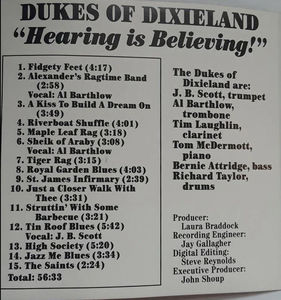 DUKES OF DIXIELAND
"Hearing is Believing!"
1. Fidgety Feet (4:17)
2. Alexander's Ragtime Band
(2:58)
Vocal: Al Barthlow
3. A Kiss To Build A Dream On
(3:49)
4. Riverboat Shuffle (4:01)
5. Maple Leaf Rag (3:18)
6. Sheik of Araby (3:08)
Vocal: Al Barthlow
7. Tiger Rag (3:15)
8. Royal Garden Blues (4:03)
9. St. James Infirmary (2:39)
10. Just a Closer Walk With
Thee (3:31)
11. Struttin' With Some
Barbecue (3:21)
12. Tin Roof Blues (5:42)
Vocal: J. B. Scott
13. High Society (5:20)
14. Jazz Me Blues (3:34)
15. The Saints (2:24)
Total: 56:33
The Dukes of
Dixieland are:
J. B. Scott, trumpet
Al Barthlow,
trombone
Tim Laughlin,
clarinet
Tom McDermott,
piano
Bernie Attridge, bass
Richard Taylor,
drums
Producer:
Laura Braddock
Recording Engineer:
Jay Gallagher
Digital Editing:
Steve Reynolds
Executive Producer:
John Shoup